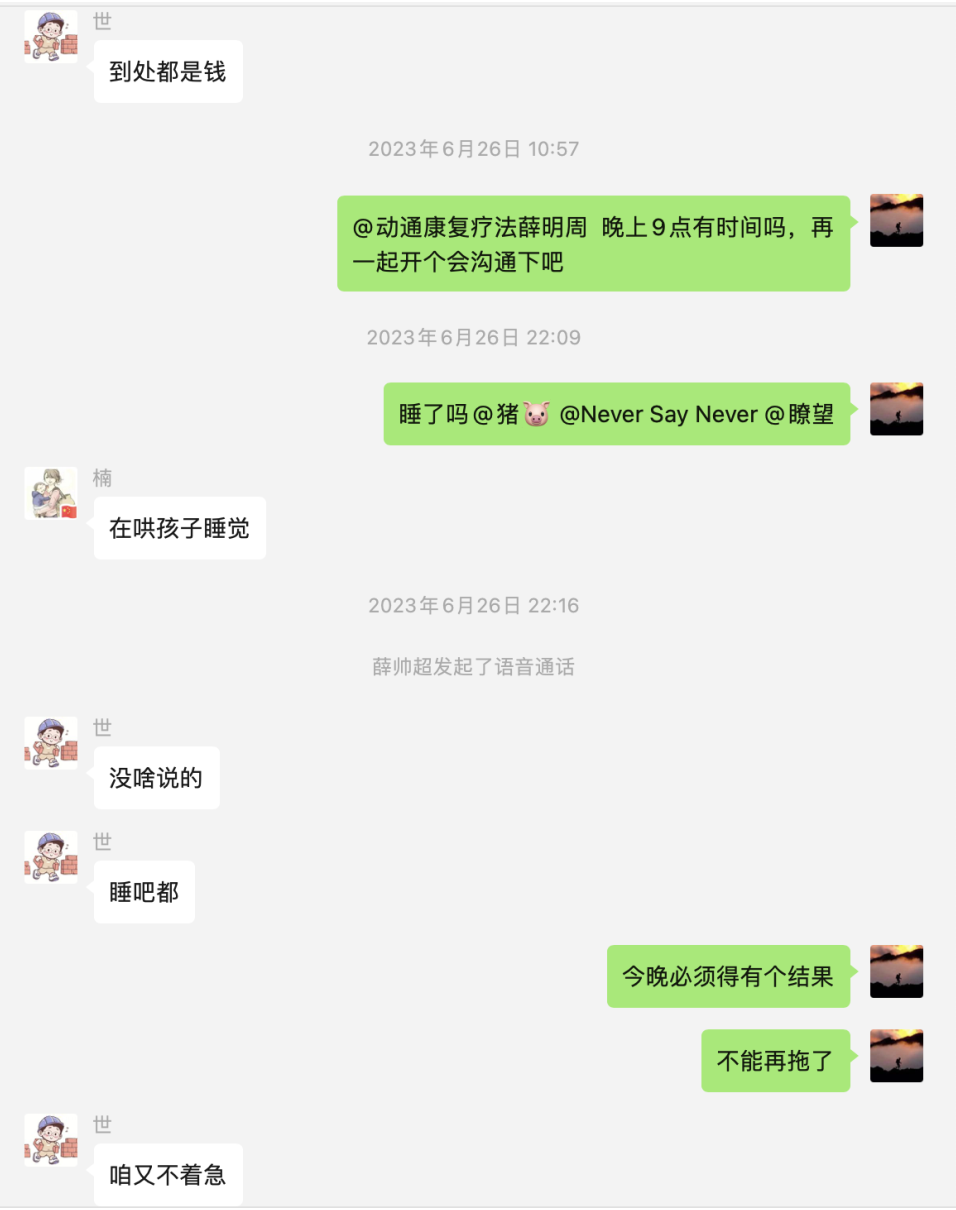 世
到处都是钱
2023年6月26日 10:57
@动通康复疗法薛明周 晚上9点有时间吗，再
一起开个会沟通下吧
2023年6月26日 22:09
睡了吗@猪🐷 @Never Say Never @瞭望
楠
在哄孩子睡觉
2023年6月26日 22:16
薛帅超发起了语音通话
世
没啥说的
世
睡吧都
今晚必须得有个结果
不能再拖了
世
咱又不着急